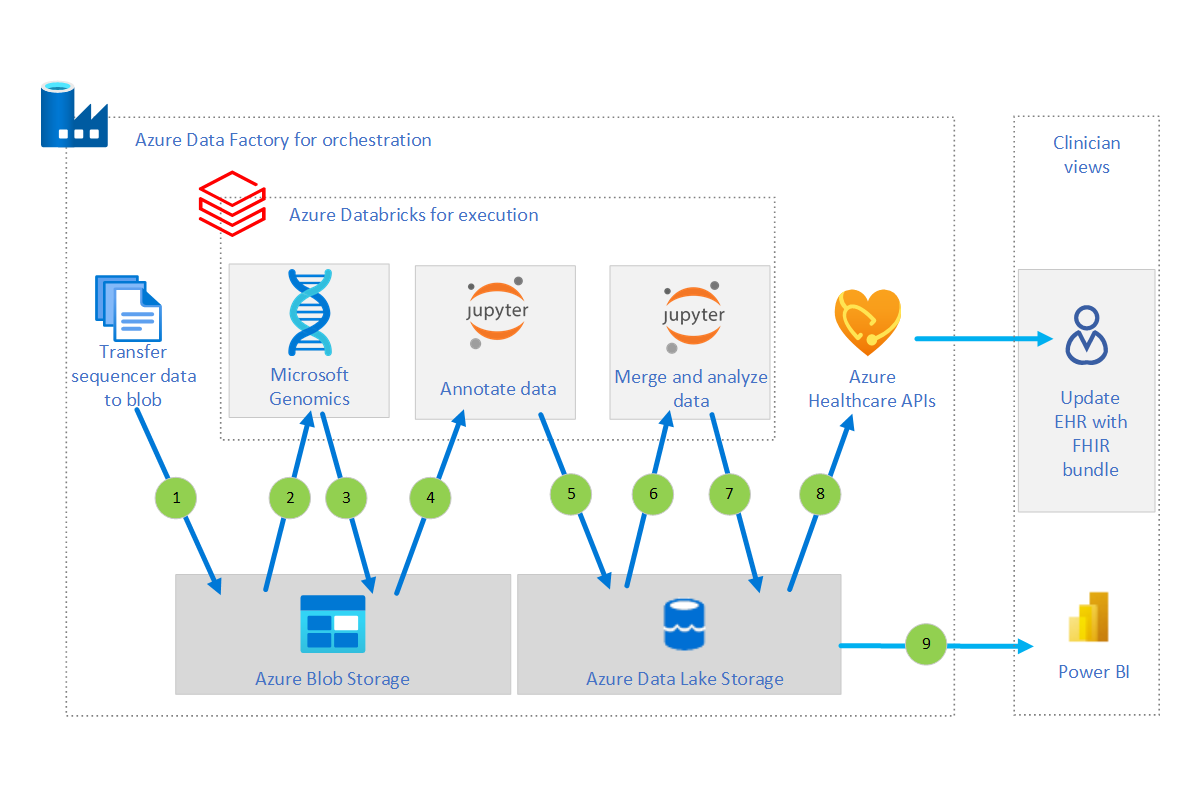 Azure Data Factory for orchestration
Clinician
views
Azure Databricks for execution
Transfer
sequencer data
to blob
Microsoft
Genomics
jupyter
Annotate data
jupyter
Merge and analyze
data
Azure
Healthcare APIs
Update
EHR with
FHIR
bundle
1
2
3
4
5
6
7
8
Azure Blob Storage
Azure Data Lake Storage
9
Power BI